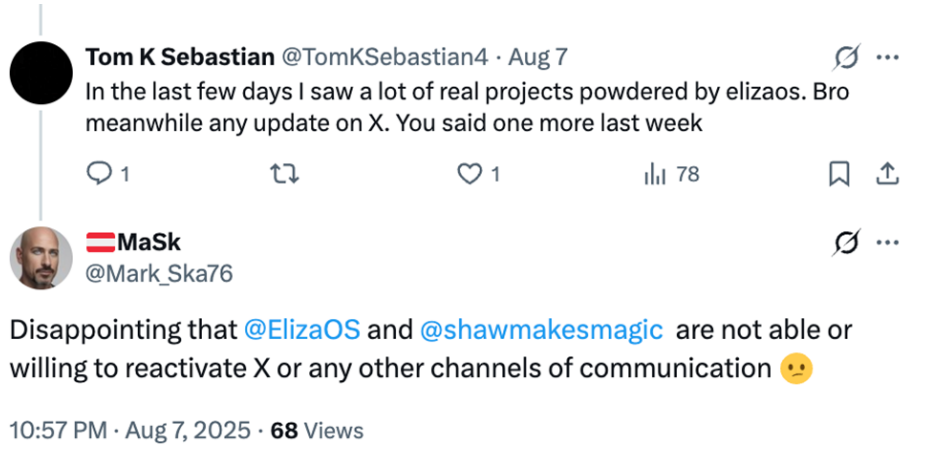 Tom K Sebastian @TomKSebastian4 · Aug 7
In the last few days I saw a lot of real projects powdered by elizaos. Bro
meanwhile any update on X. You said one more last week
1 1 78
🇦🇹MaSk
@Mark_Ska76
Disappointing that @ElizaOS and @shawmakesmagic are not able or
willing to reactivate X or any other channels of communication 🫤
10:57 PM · Aug 7, 2025 · 68 Views